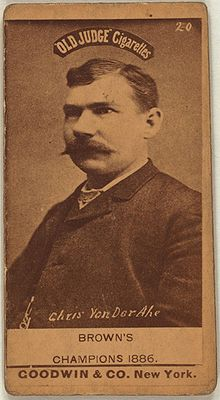 20
"OLD JUDGE" Cigarettes
Chris Von Der Ahe
BROWN'S
CHAMPIONS 1886.
GOODWIN & CO. New York.